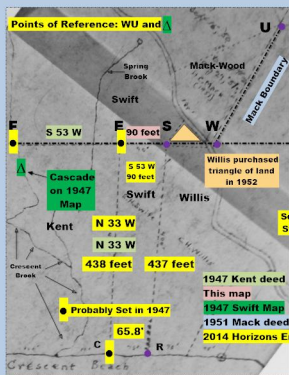 Points of Reference: WU and Δ
U
Mack-Wood
Spring
Brook
Mack Boundary
Swift
F
S 53 W
E
90 feet
S
W
Δ
Cascade
on 1947
Map
S 53 W
90 feet
Willis purchased
triangle of land
in 1952
Swift
Willis
Kent
N 33 W
N 33 W
438 feet
437 feet
Crescent
Brook
1947 Kent deed
This map
1947 Swift Map
1951 Mack deed
2014 Horizons E
Probably Set in 1947
65.8°
C
R
Crescent Beach